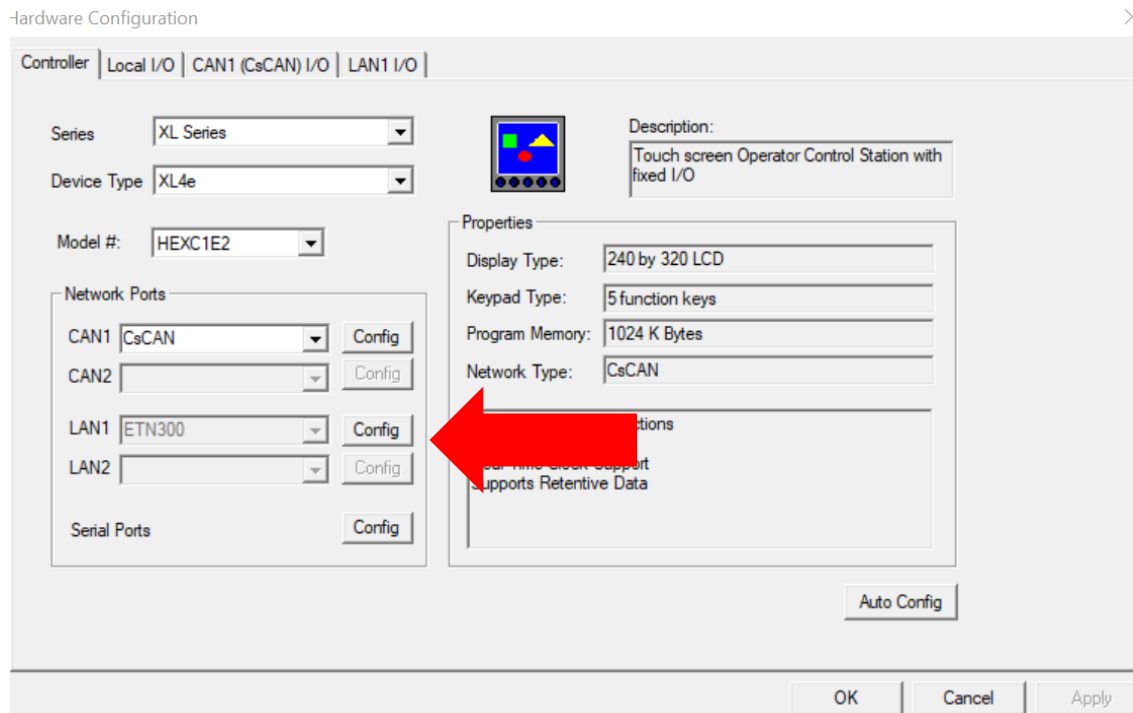 Hardware Configuration
Controller Local I/O CAN1 (CsCAN) I/O LAN1 I/O
Series XL Series
Device Type XL4e
Model #: HEXC1E2
Description:
Touch screen Operator Control Station with
fixed I/O
Network Ports
CAN1 CsCAN Config
CAN2 Config
LAN1 ETN300 Config
LAN2 Config
Serial Ports Config
Properties
Display Type: 240 by 320 LCD
Keypad Type: 5 function keys
Program Memory: 1024 K Bytes
Network Type: CsCAN
Support
Supports Retentive Data
Auto Config
OK Cancel Apply